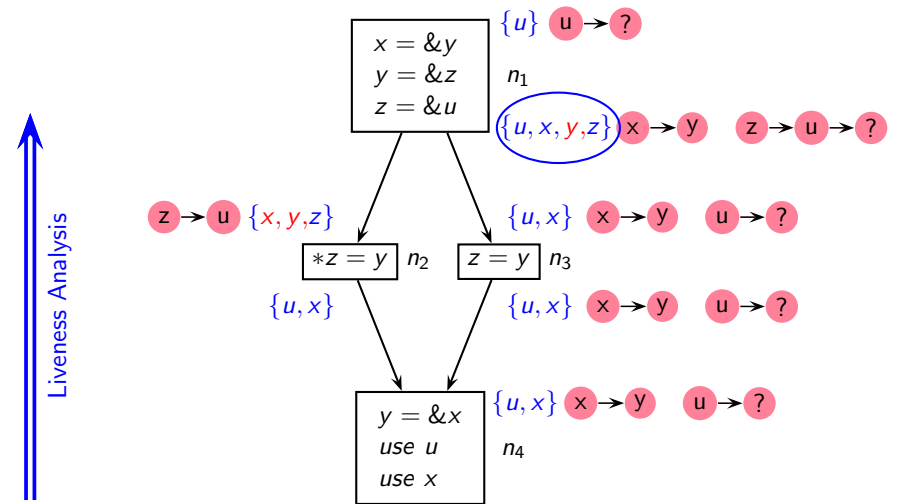 {u} u → ?
x = &y
y = &z
z = &u
n1
{u, x, y,z} x → y z → u → ?
z → u {x, y,z}
{u, x} x → y u → ?
*z = y n2
z = y n3
{u, x}
{u, x} x → y u → ?
{u, x} x → y u → ?
y = &x
use u
use x
n4
Liveness Analysis